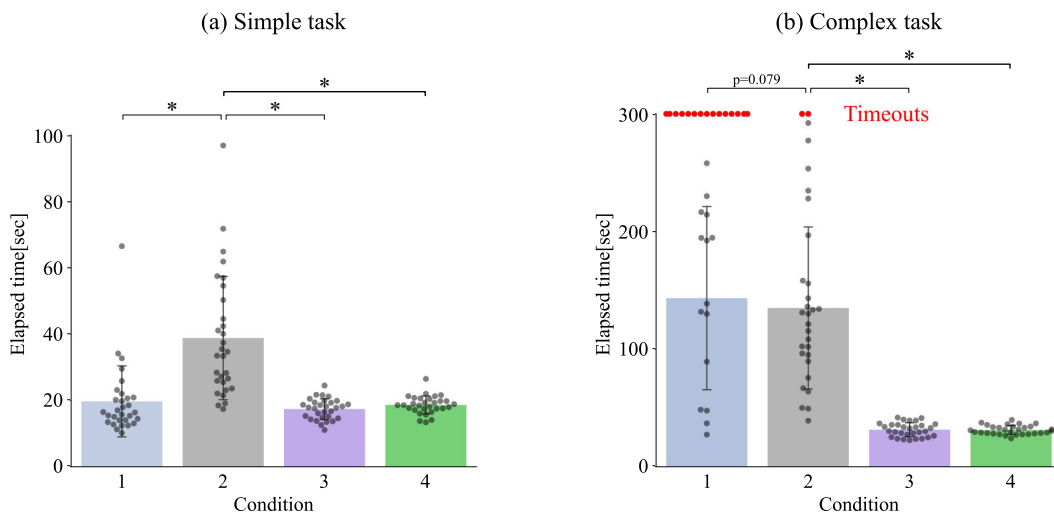 (a) Simple task
* *
*
100
80
60
40
20
0
Elapsed time[sec]
1 2 3 4
Condition
(b) Complex task
*
p=0.079 *
Timeouts
300
200
100
0
Elapsed time[sec]
1 2 3 4
Condition